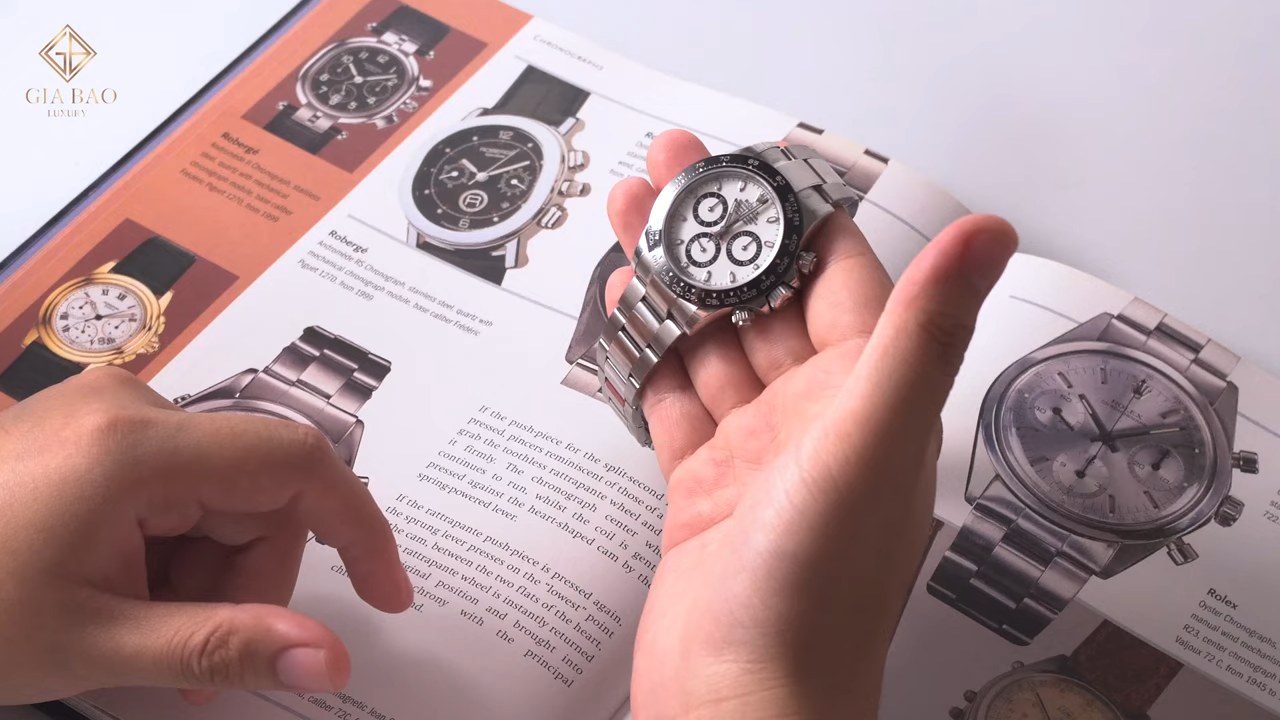 GIA BAO
LUXURY
CHRONOGRAPHS
Robergé
Andromède II Chronograph, stainless
steel, quartz with mechanical
chronograph module, base caliber
Frédéric Piguet 1270, from 1999
Robergé
Andromède RS Chronograph, stainless steel, quartz with
mechanical chronograph module, base caliber Frédéric
Piguet 1270, from 1999
If the push-piece for the split-second
pressed, pincers reminiscent of those of a
grab the toothless rattrapante wheel and
it firmly. The chronograph center
continues to run, whilst the coil is
pressed against the heart-shaped cam by the
spring-powered lever.
If the rattrapante push-piece is pressed again,
the sprung lever presses on the "lowest" point
the cam, between the two flats of the heart,
rattrapante wheel is instantly returned
position and brought into
chrony with the principal
caliber 72C,
ROLEX
Rolex
Oyster Chronographs,
manual wind
R23, center chronograph
Valjoux 72 C, from 1945 to